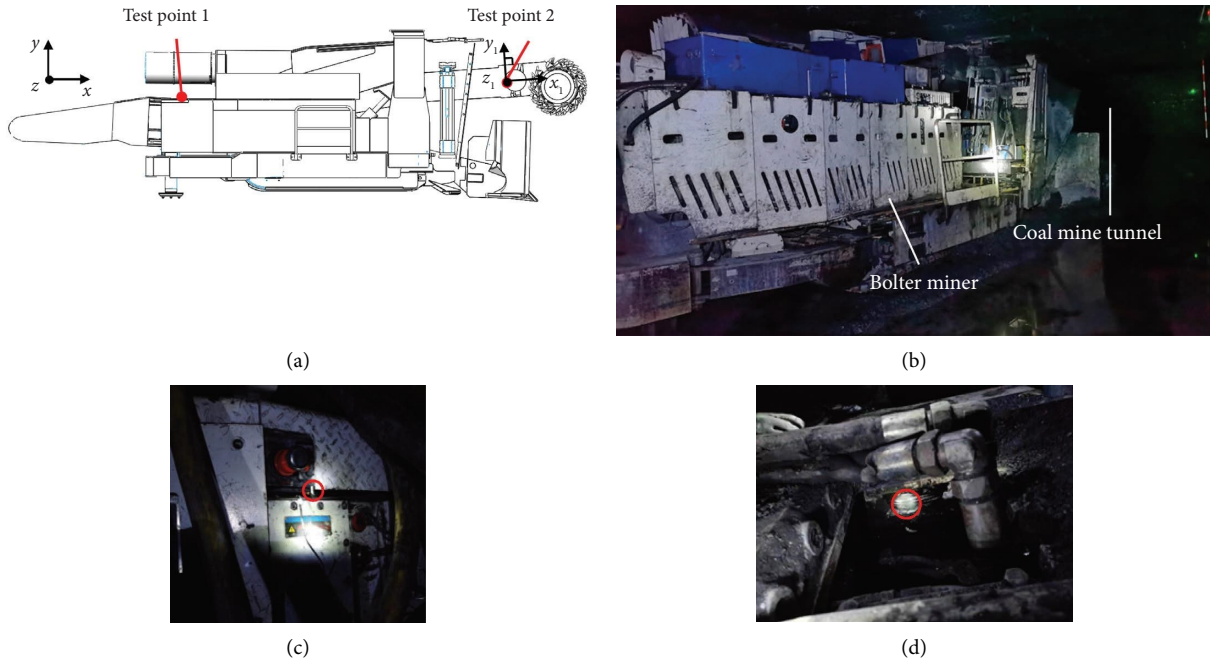 Test point 1
Test point 2
y
z
x
y1
z1
x1
(a)
Coal mine tunnel
Bolter miner
(b)
(c)
(d)